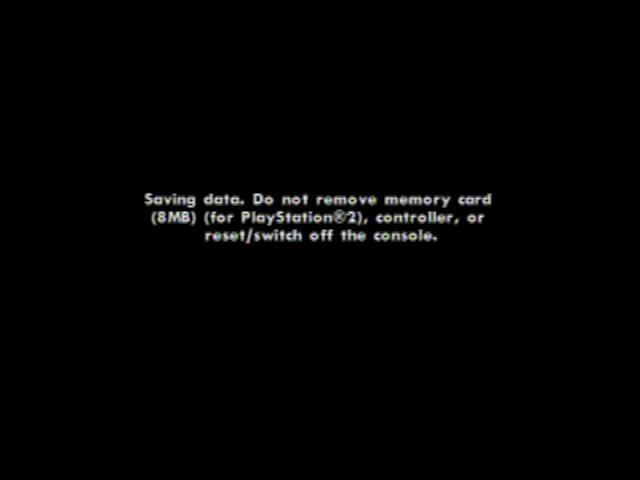 Saving data. Do not remove memory card
(8MB) (for PlayStation®2), controller, or
reset/switch off the console.